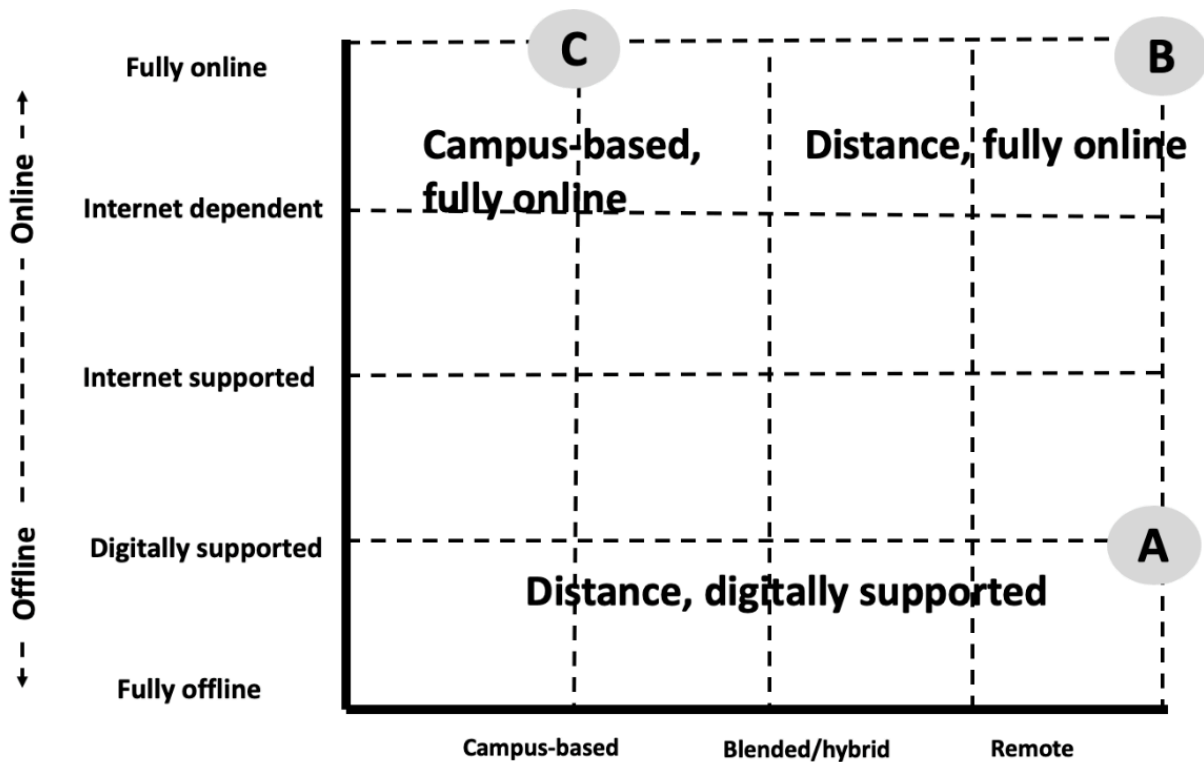 Fully online
C
B
Campus-based,
fully online
Distance, fully online
Online
Internet dependent
Internet supported
Offline
Digitally supported
A
Distance, digitally supported
Fully offline
Campus-based
Blended/hybrid
Remote